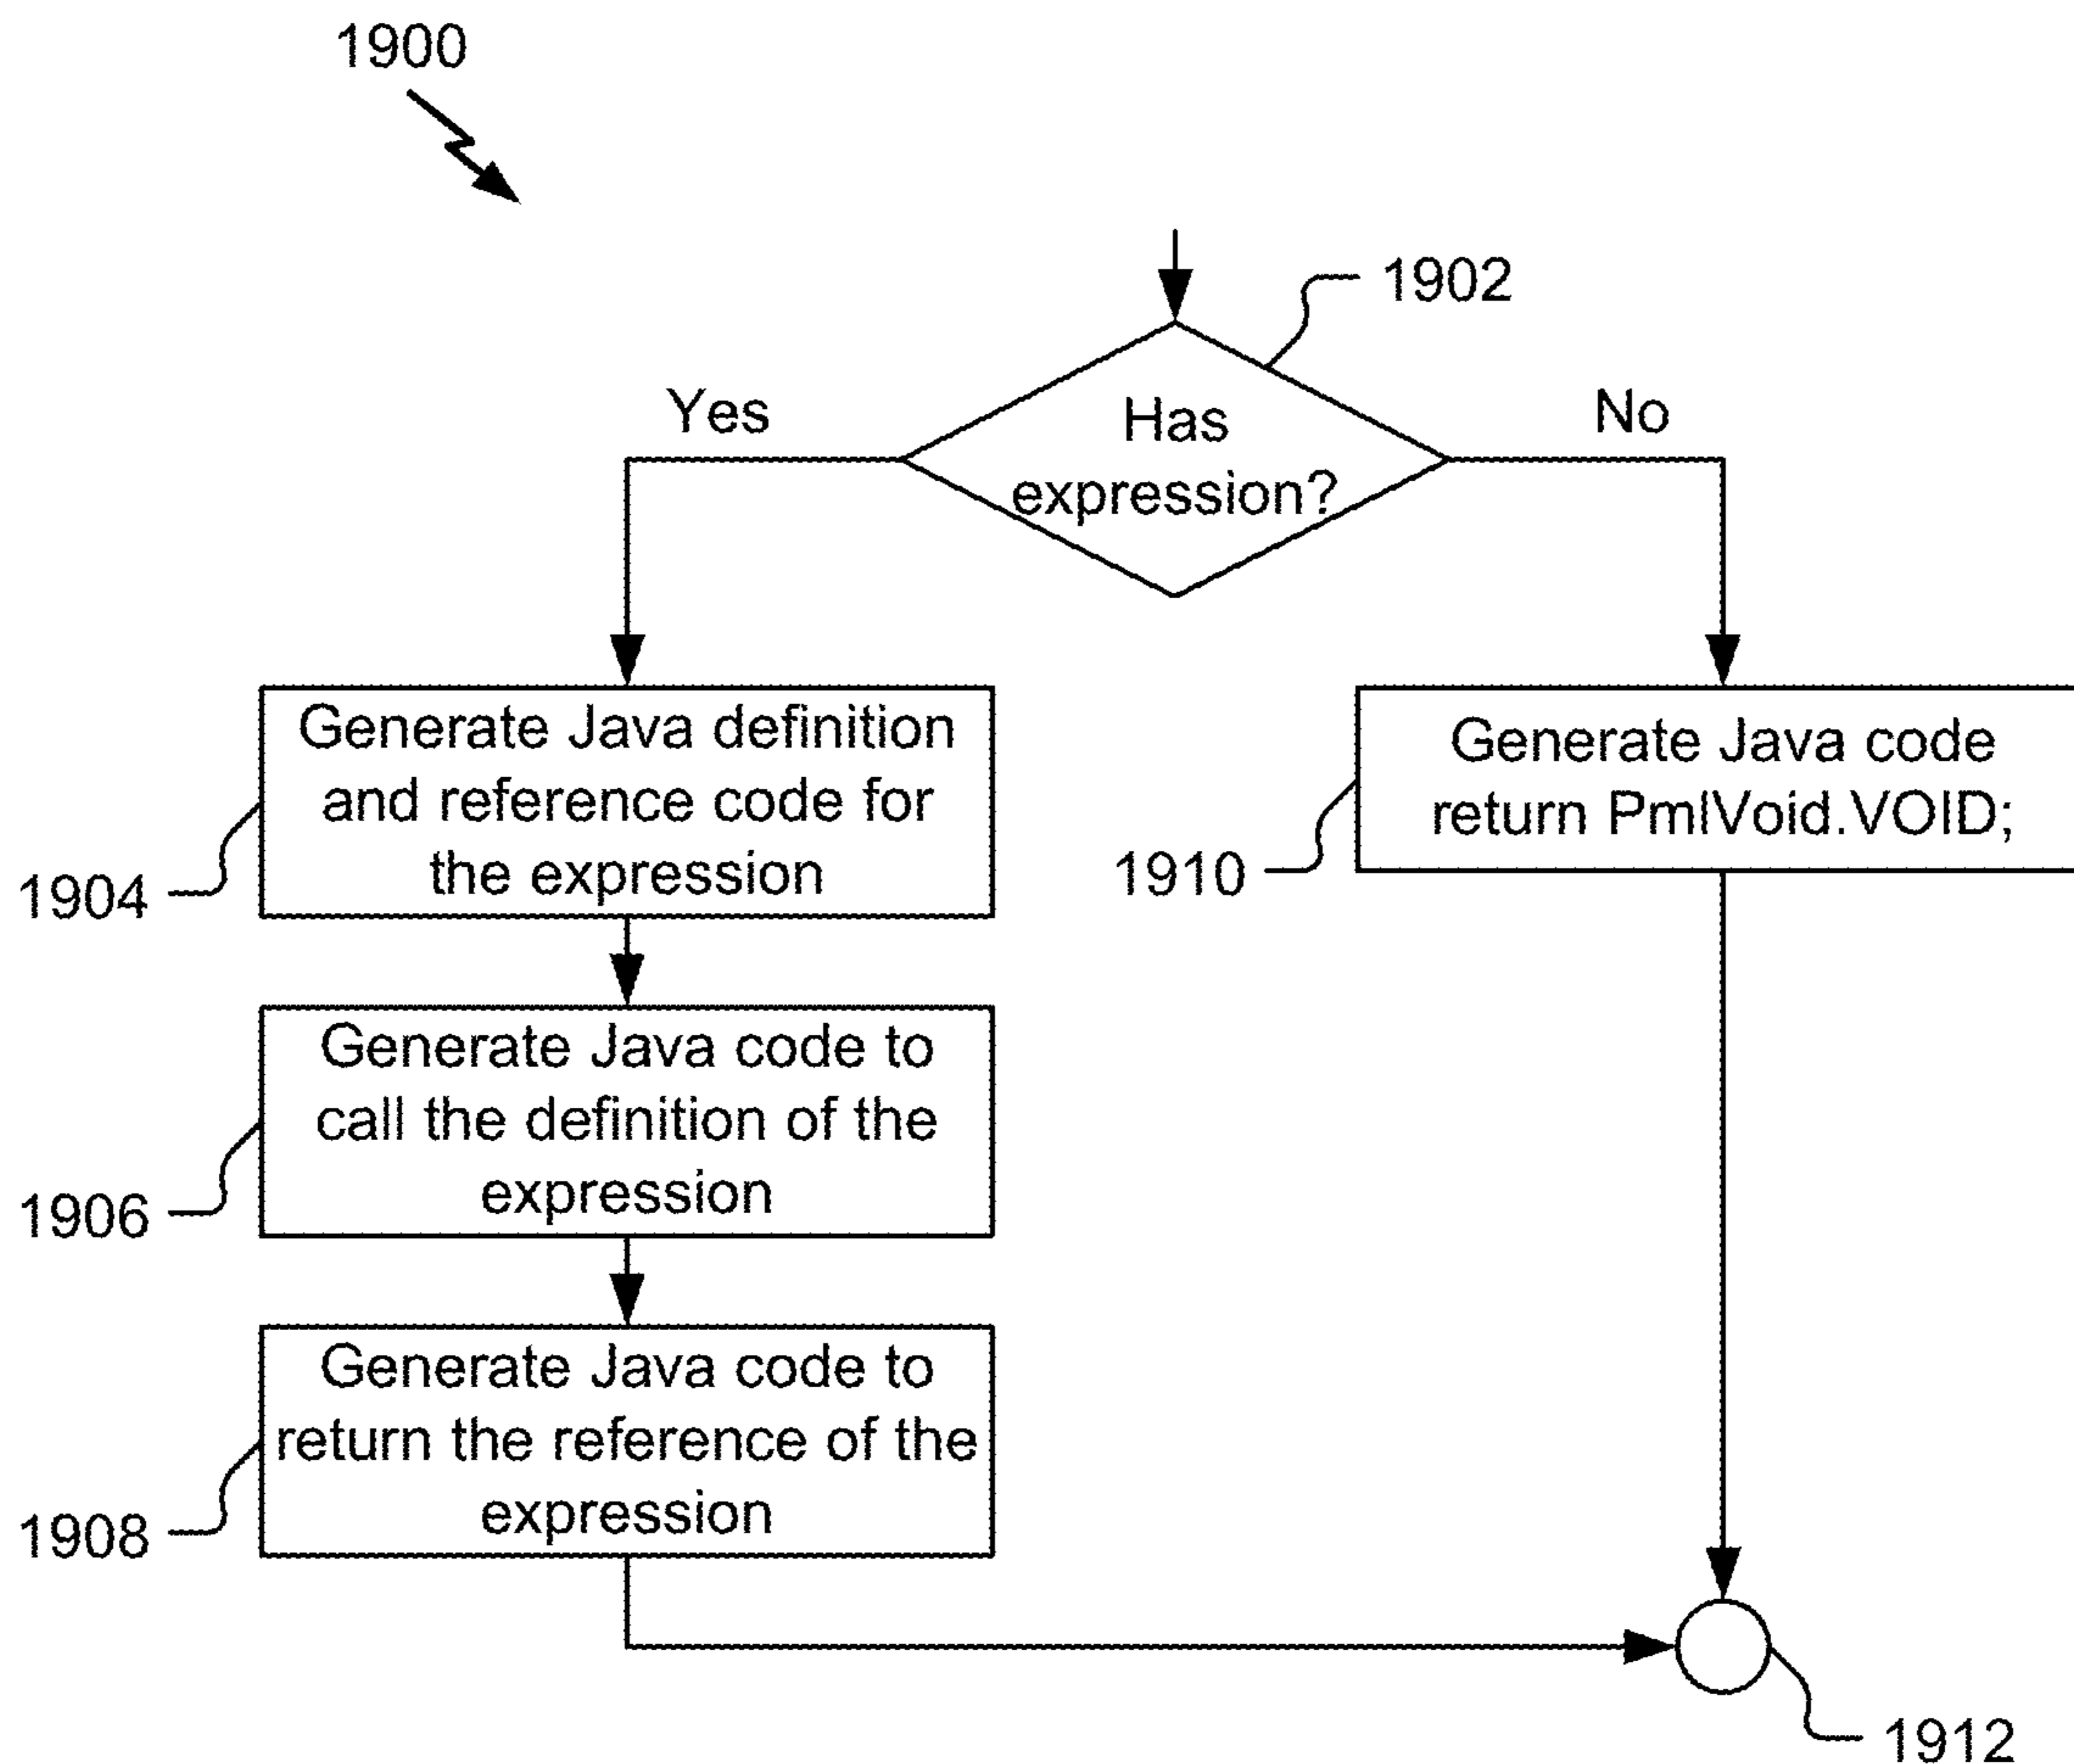 1900
1902
Yes
Has
expression?
No
Generate Java definition
and reference code for
the expression
1904
Generate Java code
return PmlVoid.VOID;
1910
Generate Java code to
call the definition of the
expression
1906
Generate Java code to
return the reference of the
expression
1908
1912